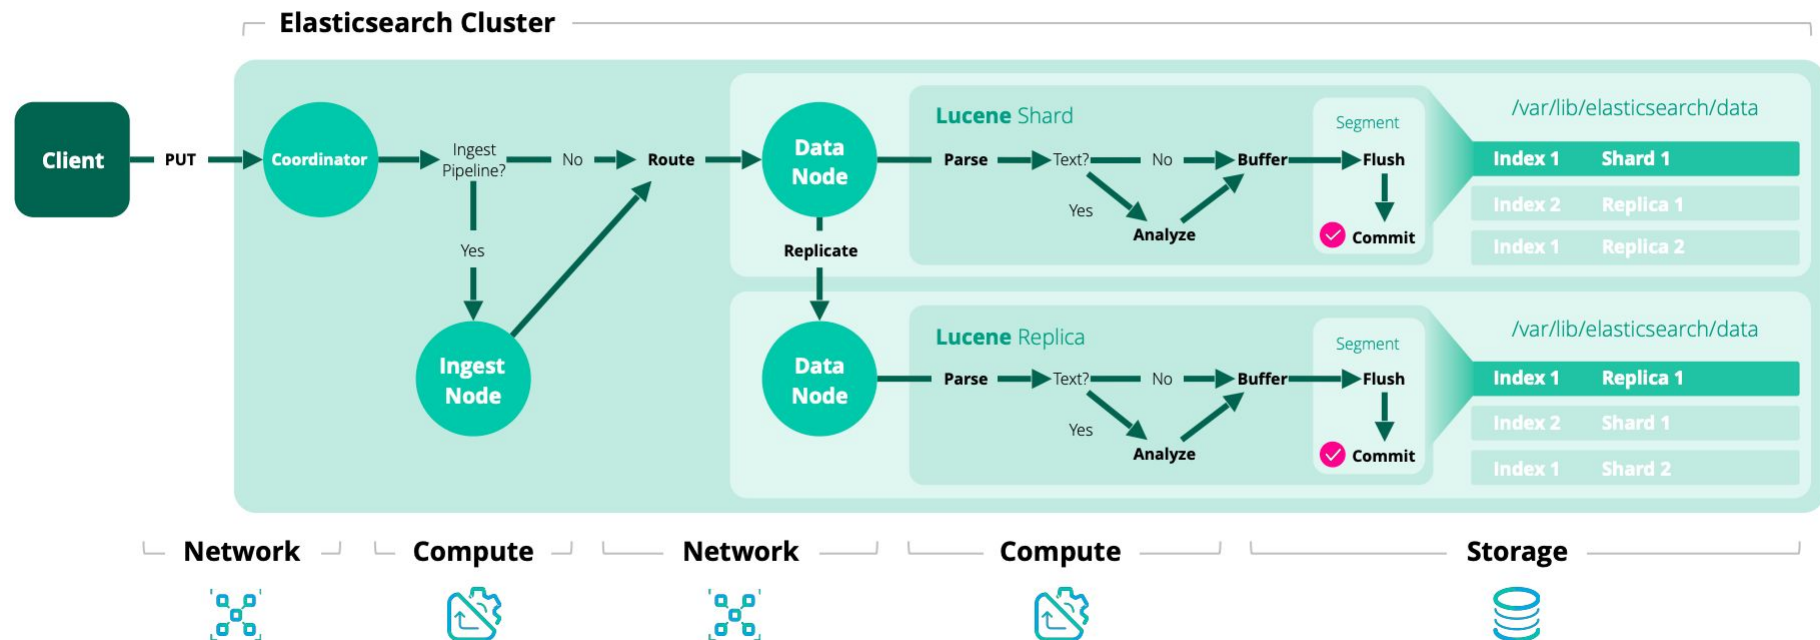 Elasticsearch Cluster
Client
PUT
Coordinator
Ingest
Pipeline?
No
Route
Yes
Ingest
Node
Data
Node
Replicate
Lucene Shard
Parse
Text?
No
Buffer
Yes
Analyze
Segment
Flush
Commit
/var/lib/elasticsearch/data
Index 1 Shard 1
Index 2 Replica 1
Index 1 Replica 2
Data
Node
Lucene Replica
Parse
Text?
No
Buffer
Yes
Analyze
Segment
Flush
Commit
/var/lib/elasticsearch/data
Index 1 Replica 1
Index 2 Shard 1
Index 1 Shard 2
Network
Compute
Network
Compute
Storage